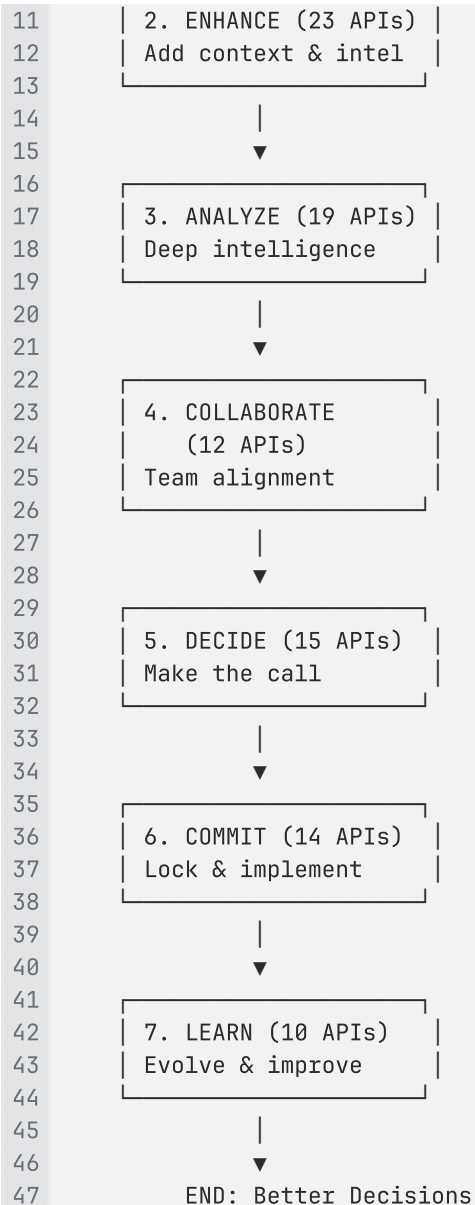 11 │ 2. ENHANCE (23 APIs) │
12 │ Add context & intel │
13 └──────────────────────┘
14 │
15 ▼
16 ┌──────────────────────┐
17 │ 3. ANALYZE (19 APIs) │
18 │ Deep intelligence │
19 └──────────────────────┘
20 │
21 ▼
22 ┌──────────────────────┐
23 │ 4. COLLABORATE │
24 │ (12 APIs) │
25 │ Team alignment │
26 └──────────────────────┘
27 │
28 ▼
29 ┌──────────────────────┐
30 │ 5. DECIDE (15 APIs) │
31 │ Make the call │
32 └──────────────────────┘
33 │
34 ▼
35 ┌──────────────────────┐
36 │ 6. COMMIT (14 APIs) │
37 │ Lock & implement │
38 └──────────────────────┘
39 │
40 ▼
41 ┌──────────────────────┐
42 │ 7. LEARN (10 APIs) │
43 │ Evolve & improve │
44 └──────────────────────┘
45 │
46 ▼
47 END: Better Decisions